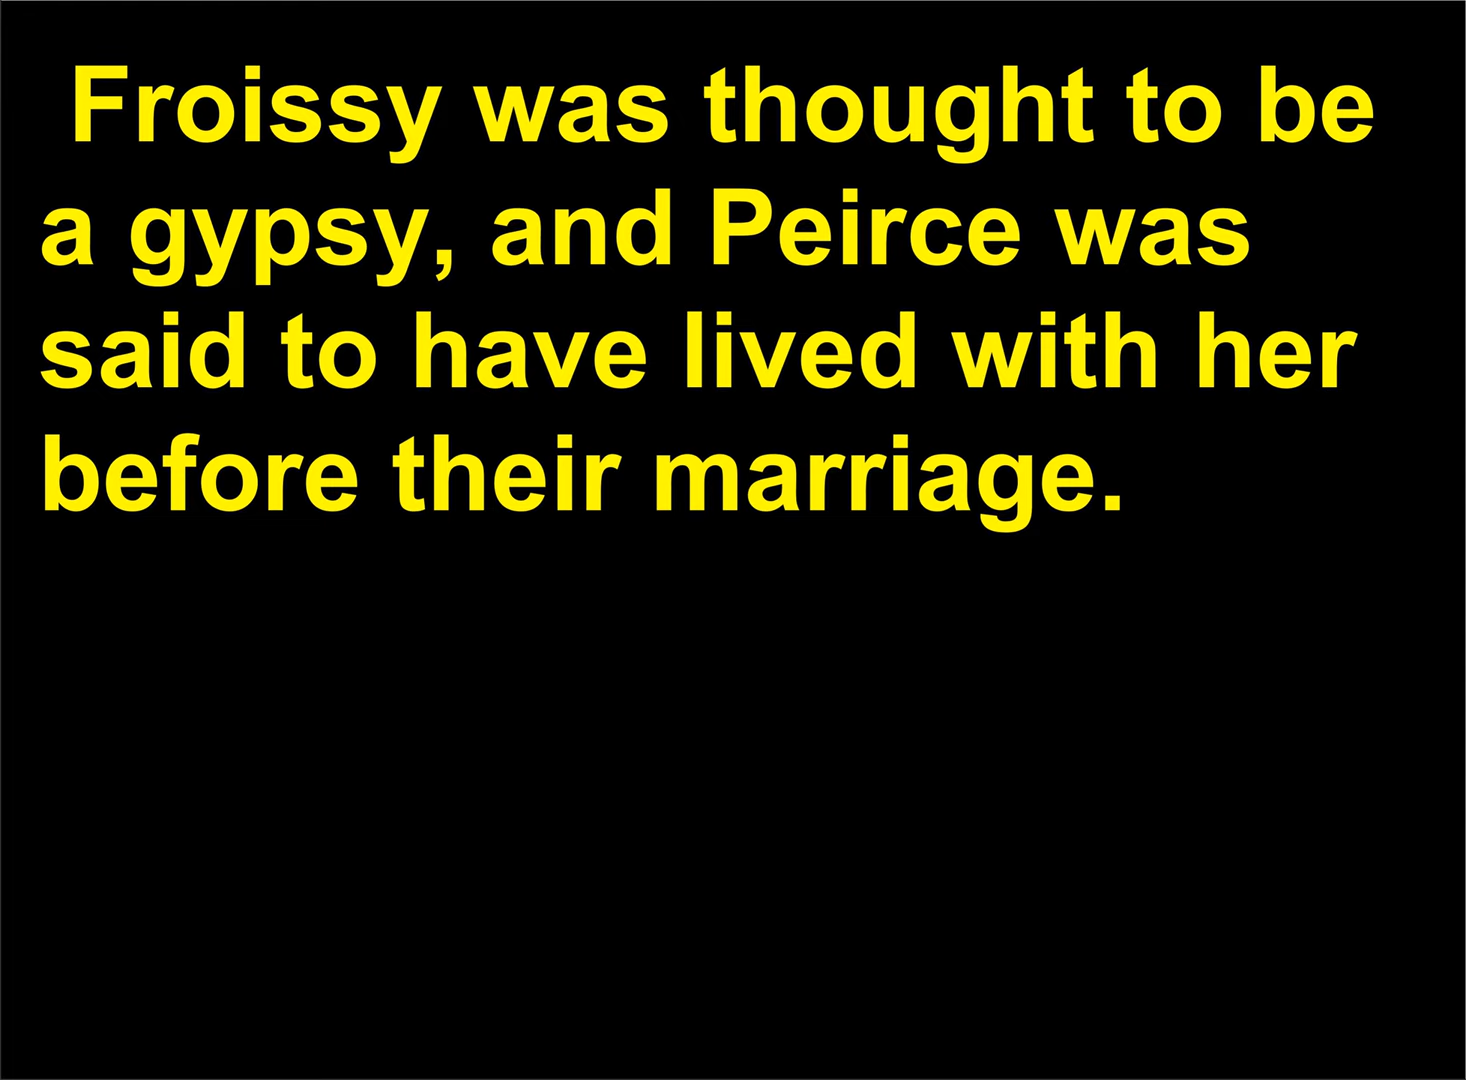 Froissy was thought to be
a gypsy, and Peirce was
said to have lived with her
before their marriage.